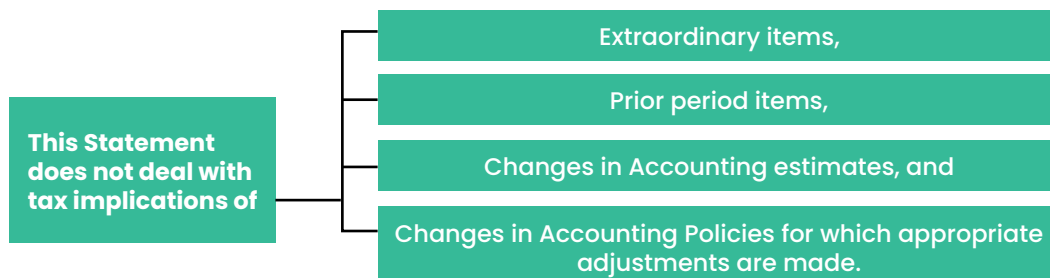 This Statement
does not deal with
tax implications of
Extraordinary items,
Prior period items,
Changes in Accounting estimates, and
Changes in Accounting Policies for which appropriate
adjustments are made.